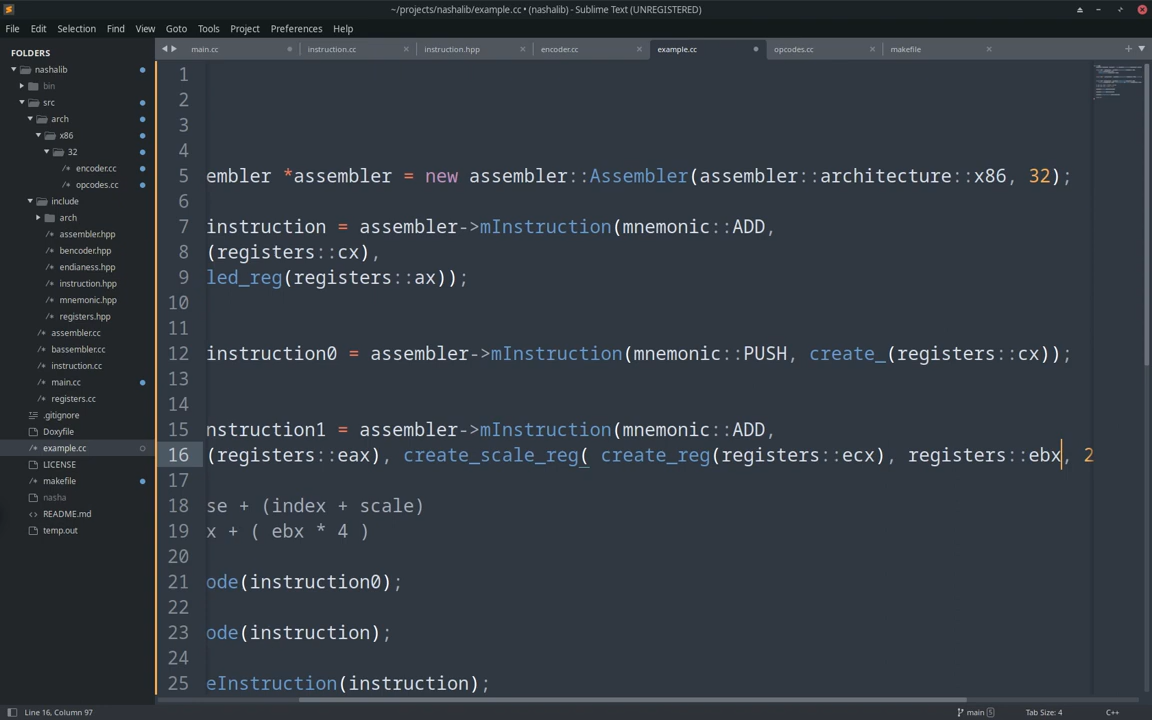 ~/projects/nashalib/example.cc • (nashalib) - Sublime Text (UNREGISTERED)
File Edit Selection Find View Goto Tools Project Preferences Help
FOLDERS
nashalib
bin
src
arch
x86
32
/* encoder.cc
/* opcodes.cc
include
arch
/* assembler.hpp
/* bencoder.hpp
/* endianess.hpp
/* instruction.hpp
/* mnemonic.hpp
/* registers.hpp
/* assembler.cc
/* bassembler.cc
/* instruction.cc
/* main.cc
/* registers.cc
.gitignore
Doxyfile
/* example.cc
LICENSE
/* makefile
nasha
README.md
temp.out
main.cc instruction.cc instruction.hpp encoder.cc example.cc opcodes.cc makefile
1
2
3
4
5 embler *assembler = new assembler::Assembler(assembler::architecture::x86, 32);
6
7 instruction = assembler->mInstruction(mnemonic::ADD,
8 (registers::cx),
9 led_reg(registers::ax));
10
11
12 instruction0 = assembler->mInstruction(mnemonic::PUSH, create_(registers::cx));
13
14
15 nstruction1 = assembler->mInstruction(mnemonic::ADD,
16 (registers::eax), create_scale_reg( create_reg(registers::ecx), registers::ebx, 2
17
18 se + (index + scale)
19 x + ( ebx * 4 )
20
21 ode(instruction0);
22
23 ode(instruction);
24
25 eInstruction(instruction);
Line 16, Column 97 main 5 Tab Size: 4 C++